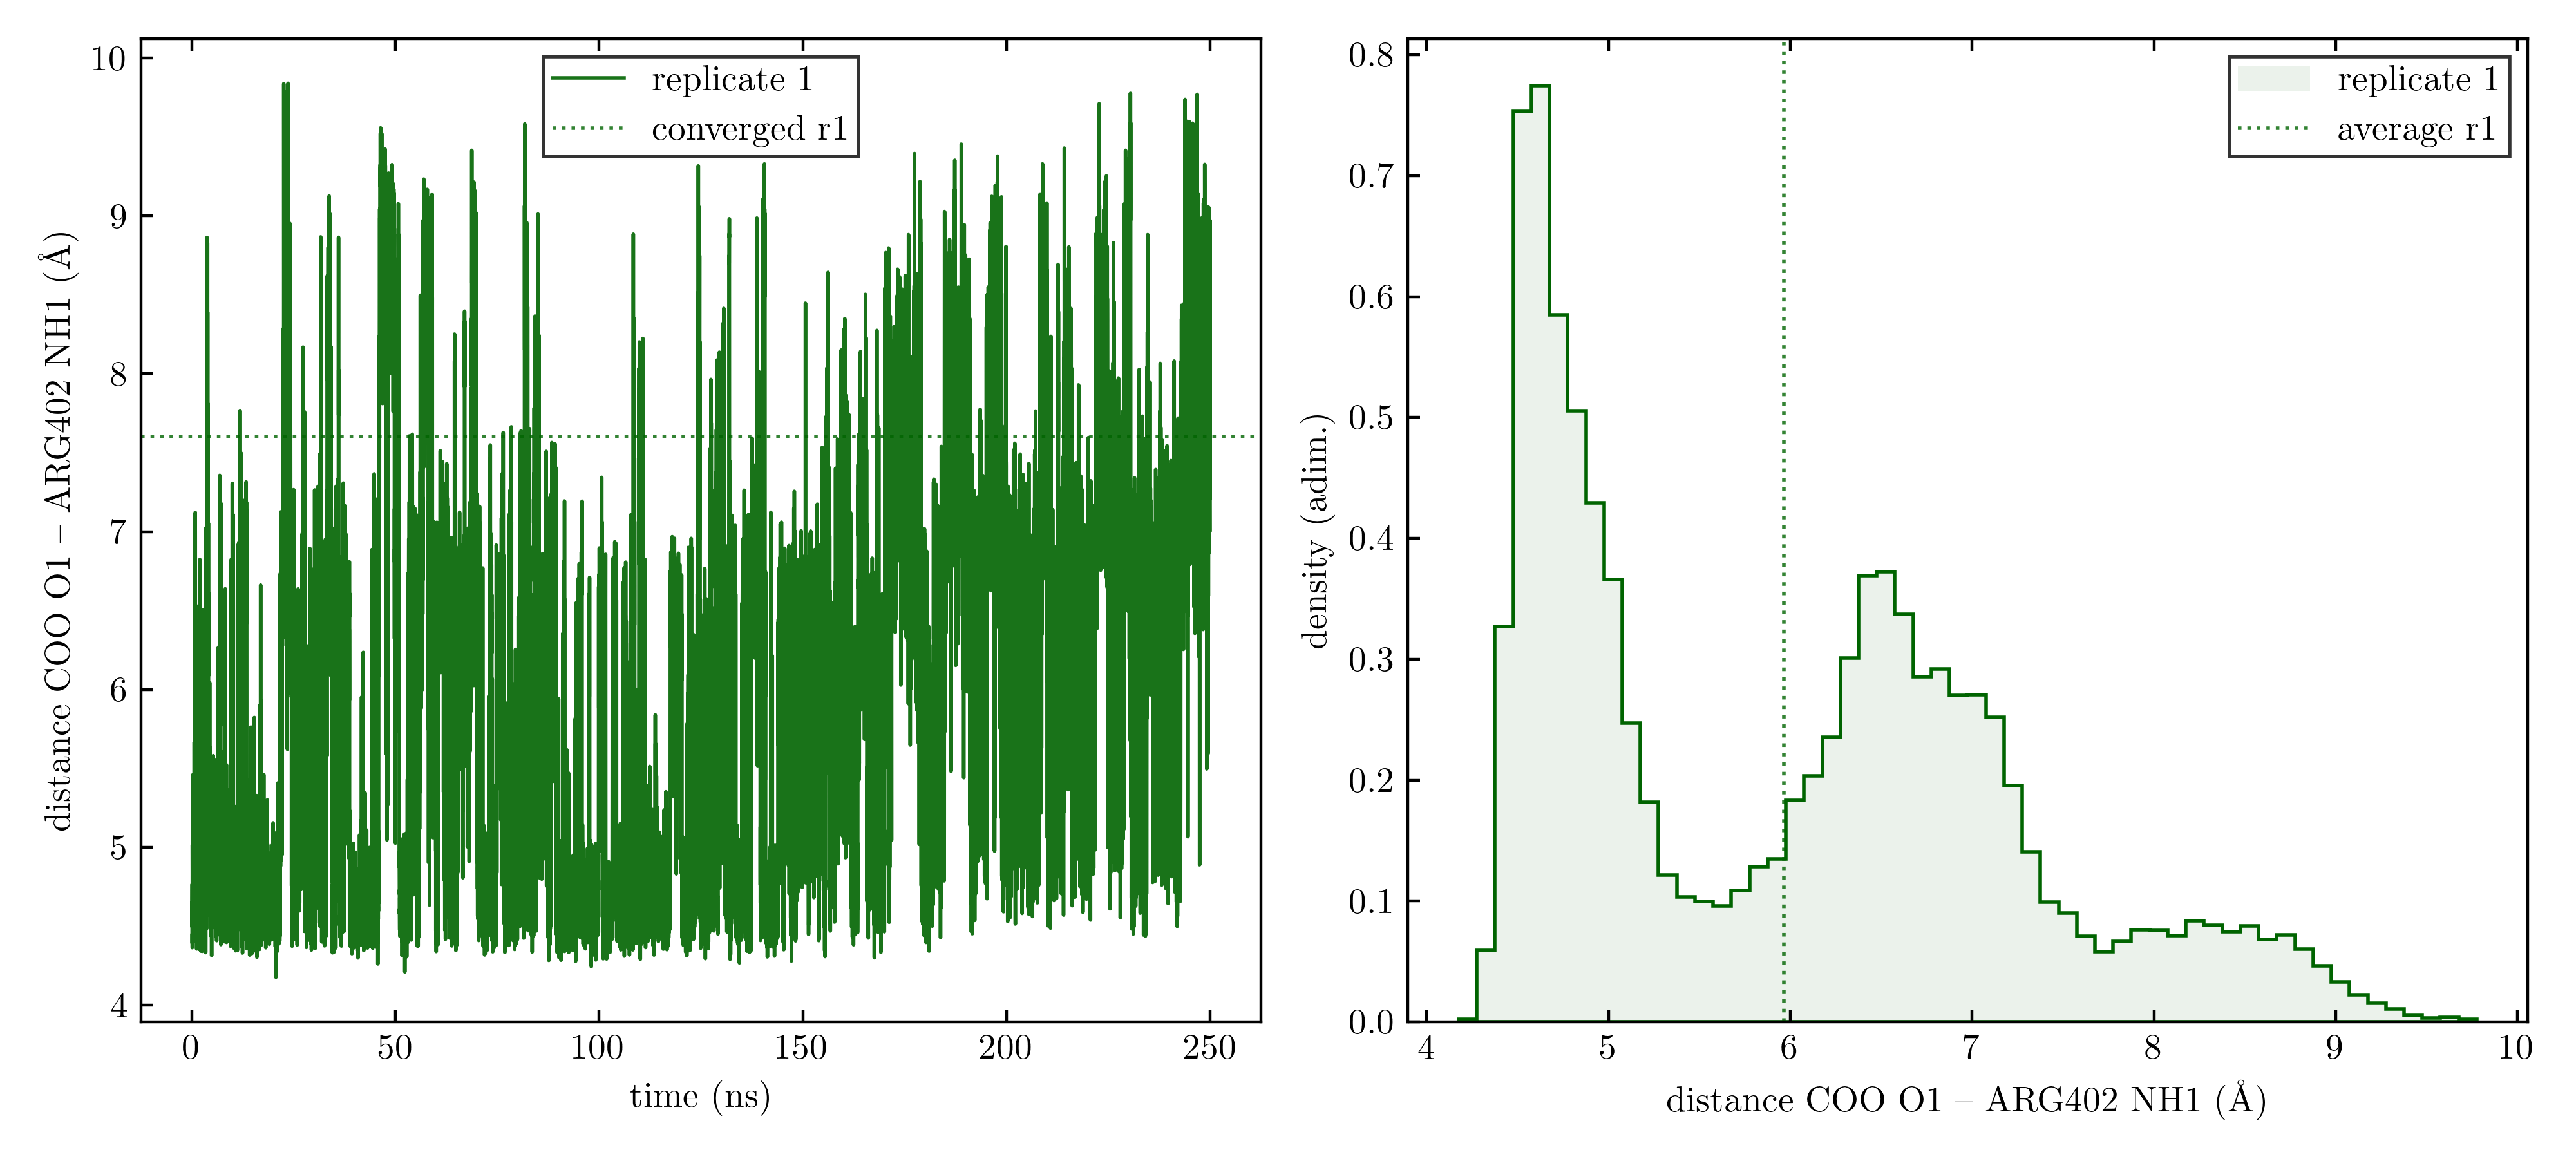 distance COO O1 – ARG402 NH1 (Å)
10
9
8
7
6
5
4
replicate 1
converged r1
0 50 100 150 200 250
time (ns)
density (adim.)
0.8
0.7
0.6
0.5
0.4
0.3
0.2
0.1
0.0
replicate 1
average r1
4 5 6 7 8 9 10
distance COO O1 – ARG402 NH1 (Å)